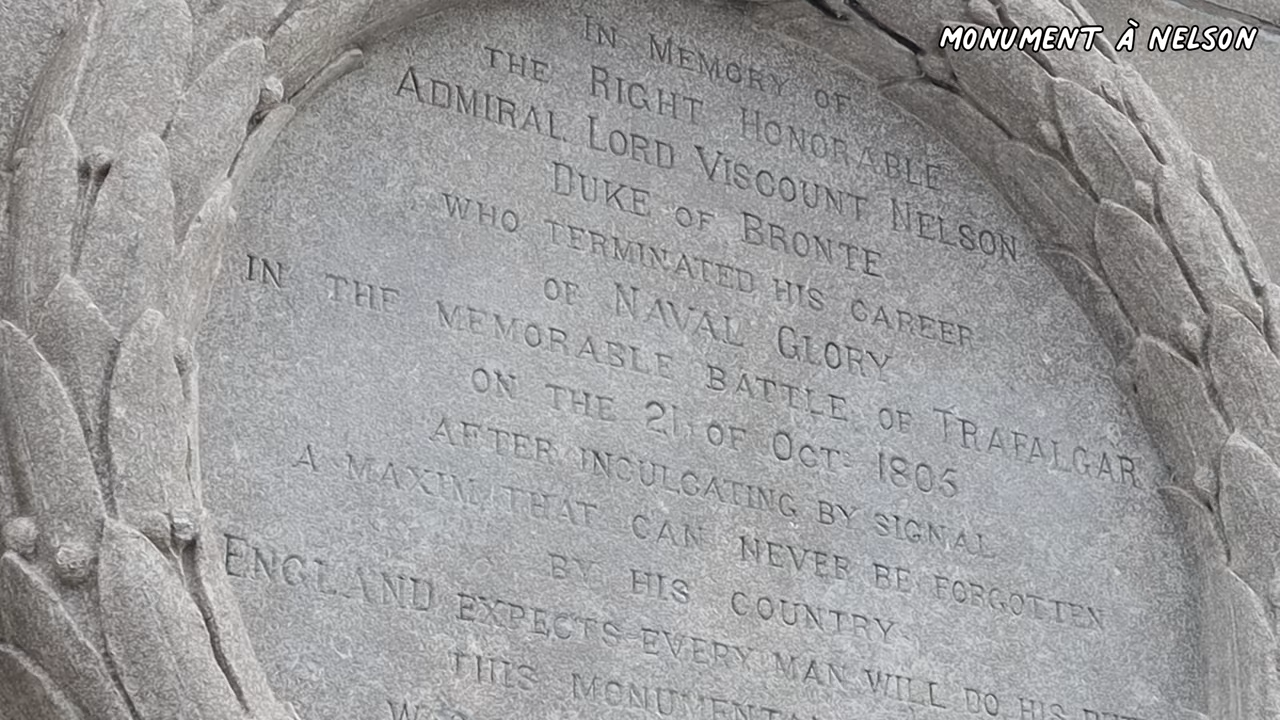 MONUMENT À NELSON
IN MEMORY OF
THE RIGHT HONORABLE
ADMIRAL LORD VISCOUNT NELSON
DUKE OF BRONTE
WHO TERMINATED HIS CAREER
OF NAVAL GLORY
IN THE MEMORABLE BATTLE OF TRAFALGAR
ON THE 21 OF OCT: 1805
AFTER INCULCATING BY SIGNAL
A MAXIM THAT CAN NEVER BE FORGOTTEN
BY HIS COUNTRY.
ENGLAND EXPECTS EVERY MAN WILL DO HIS
THIS MONUMENTAL